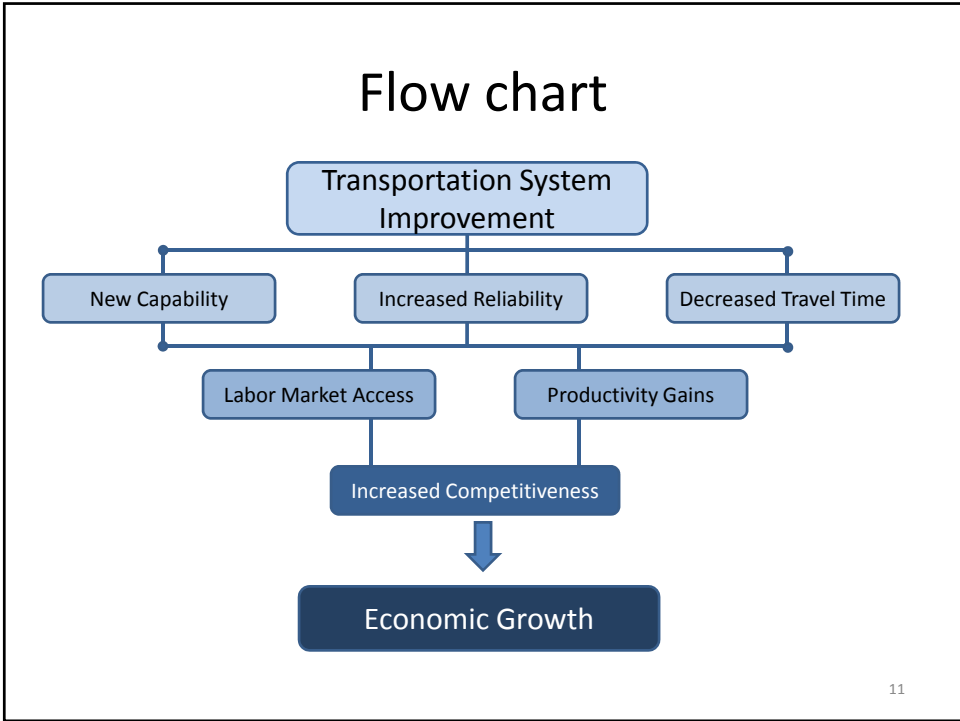 Flow chart
Transportation System
Improvement
New Capability
Increased Reliability
Decreased Travel Time
Labor Market Access
Productivity Gains
Increased Competitiveness
Economic Growth
11